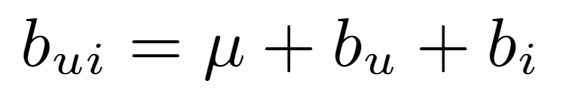 b_{ui} = μ + b_u + b_i